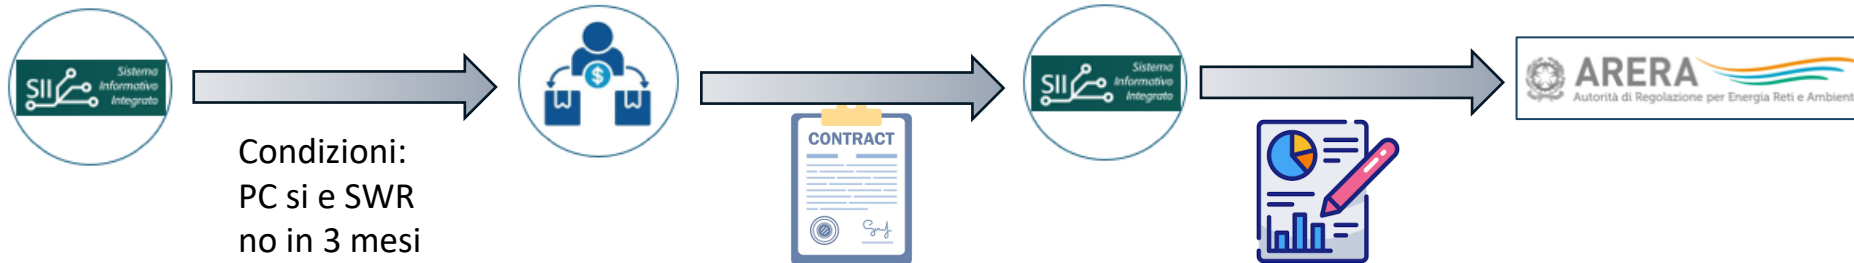 SII
Sistema
Informativo
Integrato
Condizioni:
PC si e SWR
no in 3 mesi
$
CONTRACT
SII
Sistema
Informativo
Integrato
ARERA
Autorità di Regolazione per Energia Reti e Ambient